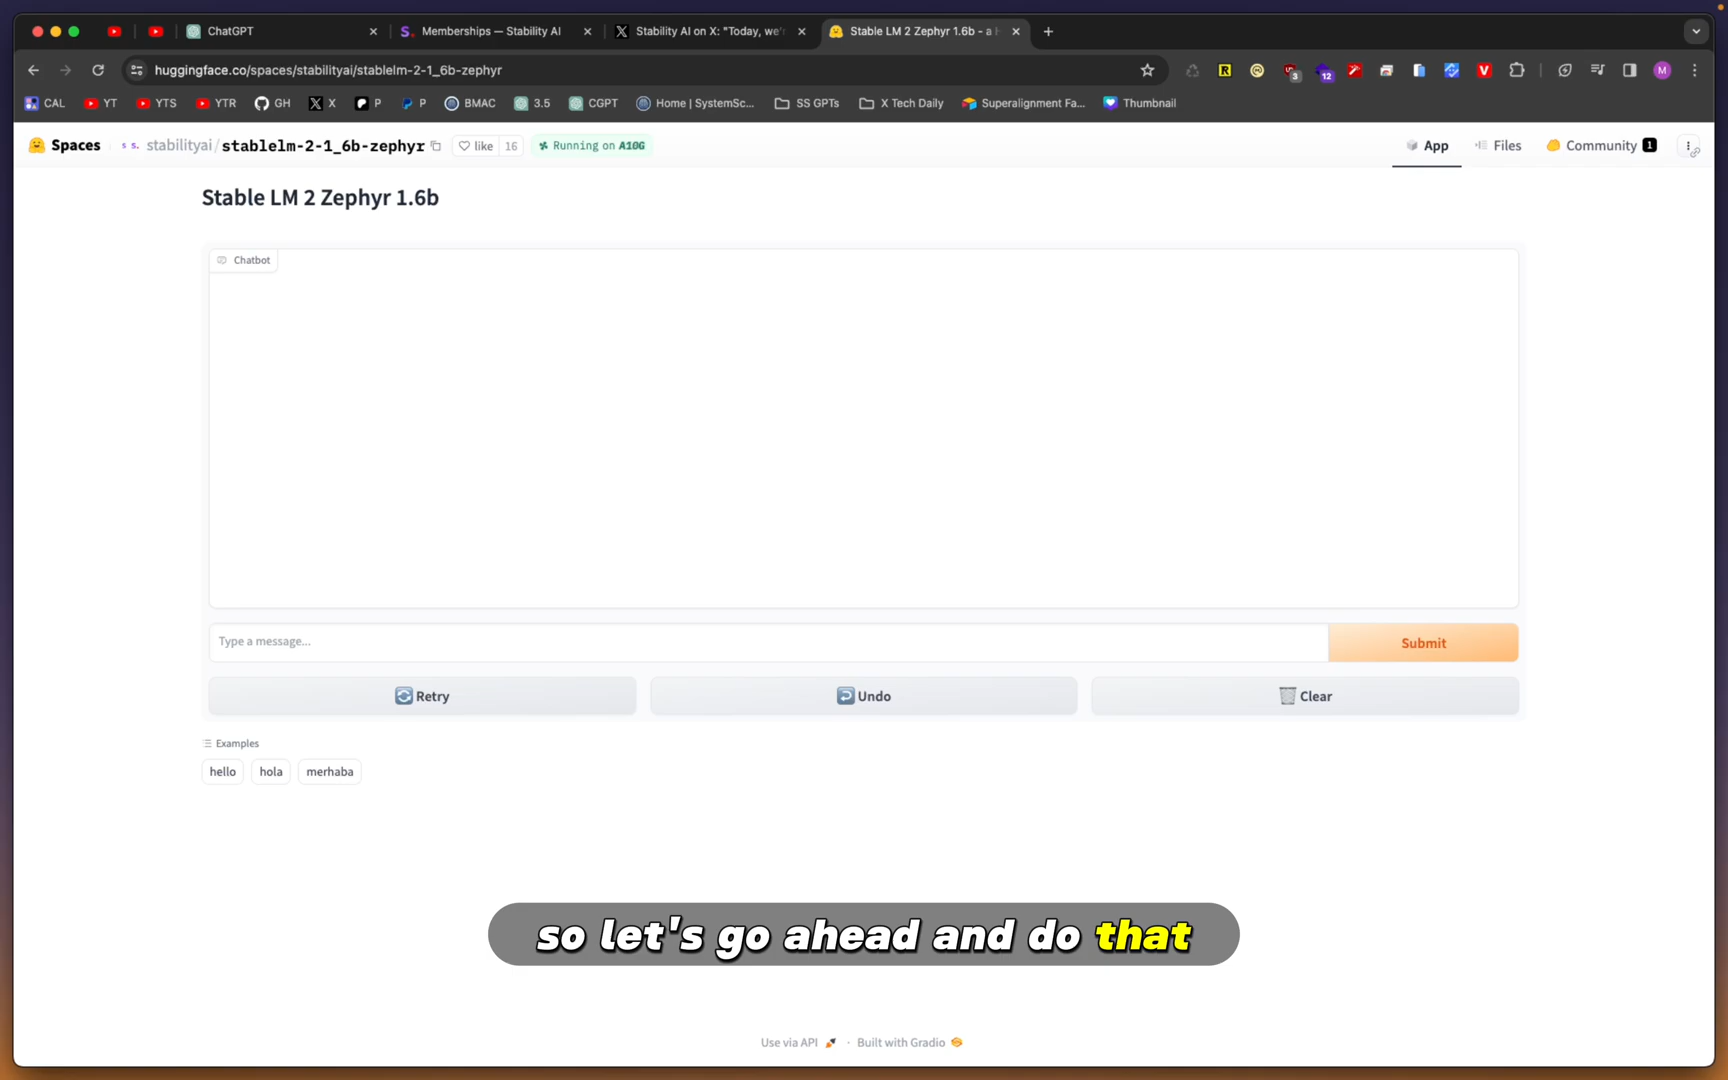 ChatGPT
Memberships — Stability AI
Stability AI on X: "Today, we'r
Stable LM 2 Zephyr 1.6b - a H
huggingface.co/spaces/stabilityai/stablelm-2-1_6b-zephyr
3
12
M
CAL
YT
YTS
YTR
GH
X
P
P
BMAC
3.5
CGPT
Home | SystemSc...
SS GPTs
X Tech Daily
Superalignment Fa...
Thumbnail
Spaces
stabilityai/stablelm-2-1_6b-zephyr
like 16
Running on A10G
App
Files
Community 1
Stable LM 2 Zephyr 1.6b
Chatbot
Type a message...
Submit
Retry
Undo
Clear
Examples
hello
hola
merhaba
so let's go ahead and do that
Use via API · Built with Gradio